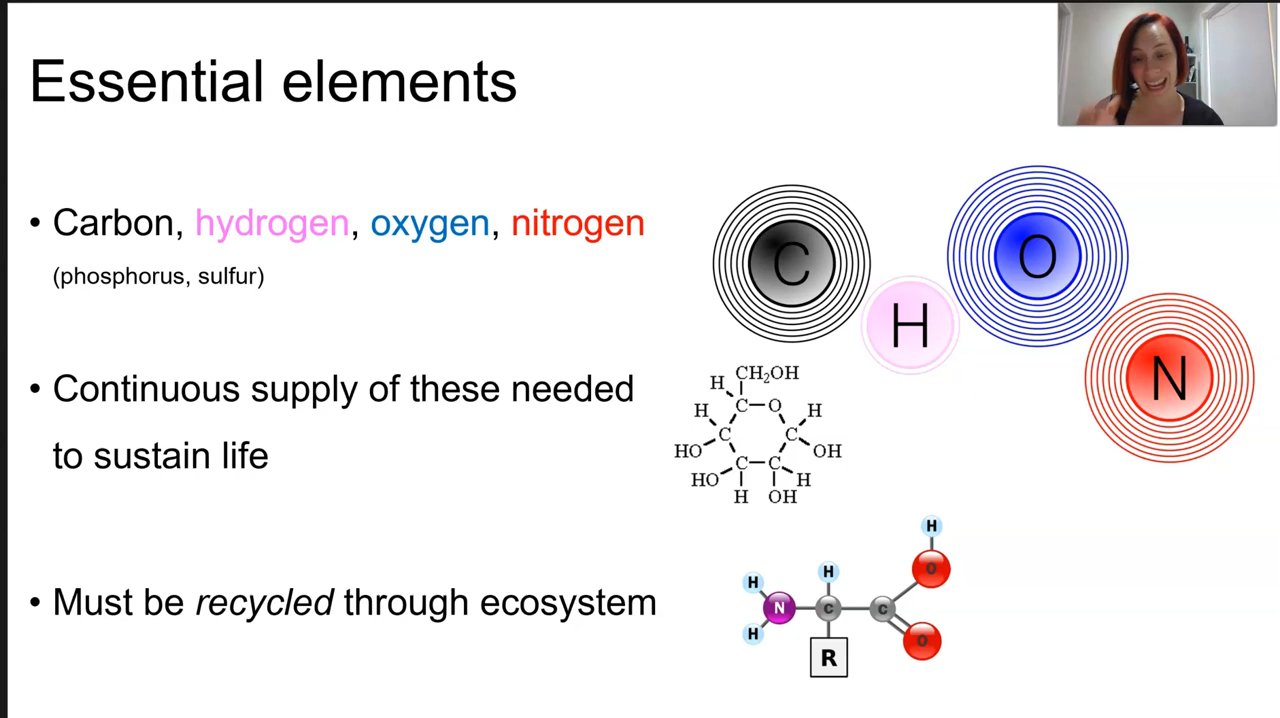 Essential elements
• Carbon, hydrogen, oxygen, nitrogen
(phosphorus, sulfur)
• Continuous supply of these needed
to sustain life
• Must be recycled through ecosystem
C
H
O
N
CH₂OH
H
C O
H H
C C
HO OH
C C
HO H
H OH
H
O
H H
N C C
H O
R